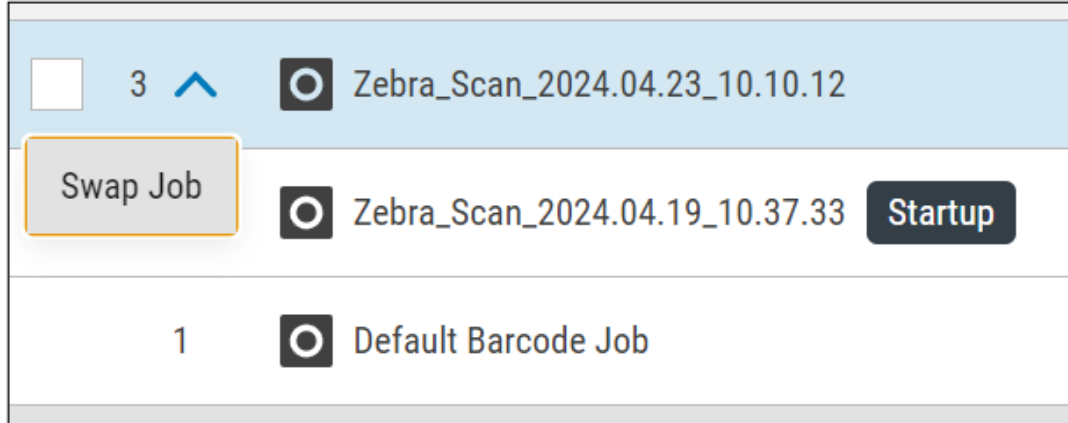 3 Zebra_Scan_2024.04.23_10.10.12
Swap Job
Zebra_Scan_2024.04.19_10.37.33 Startup
1 Default Barcode Job